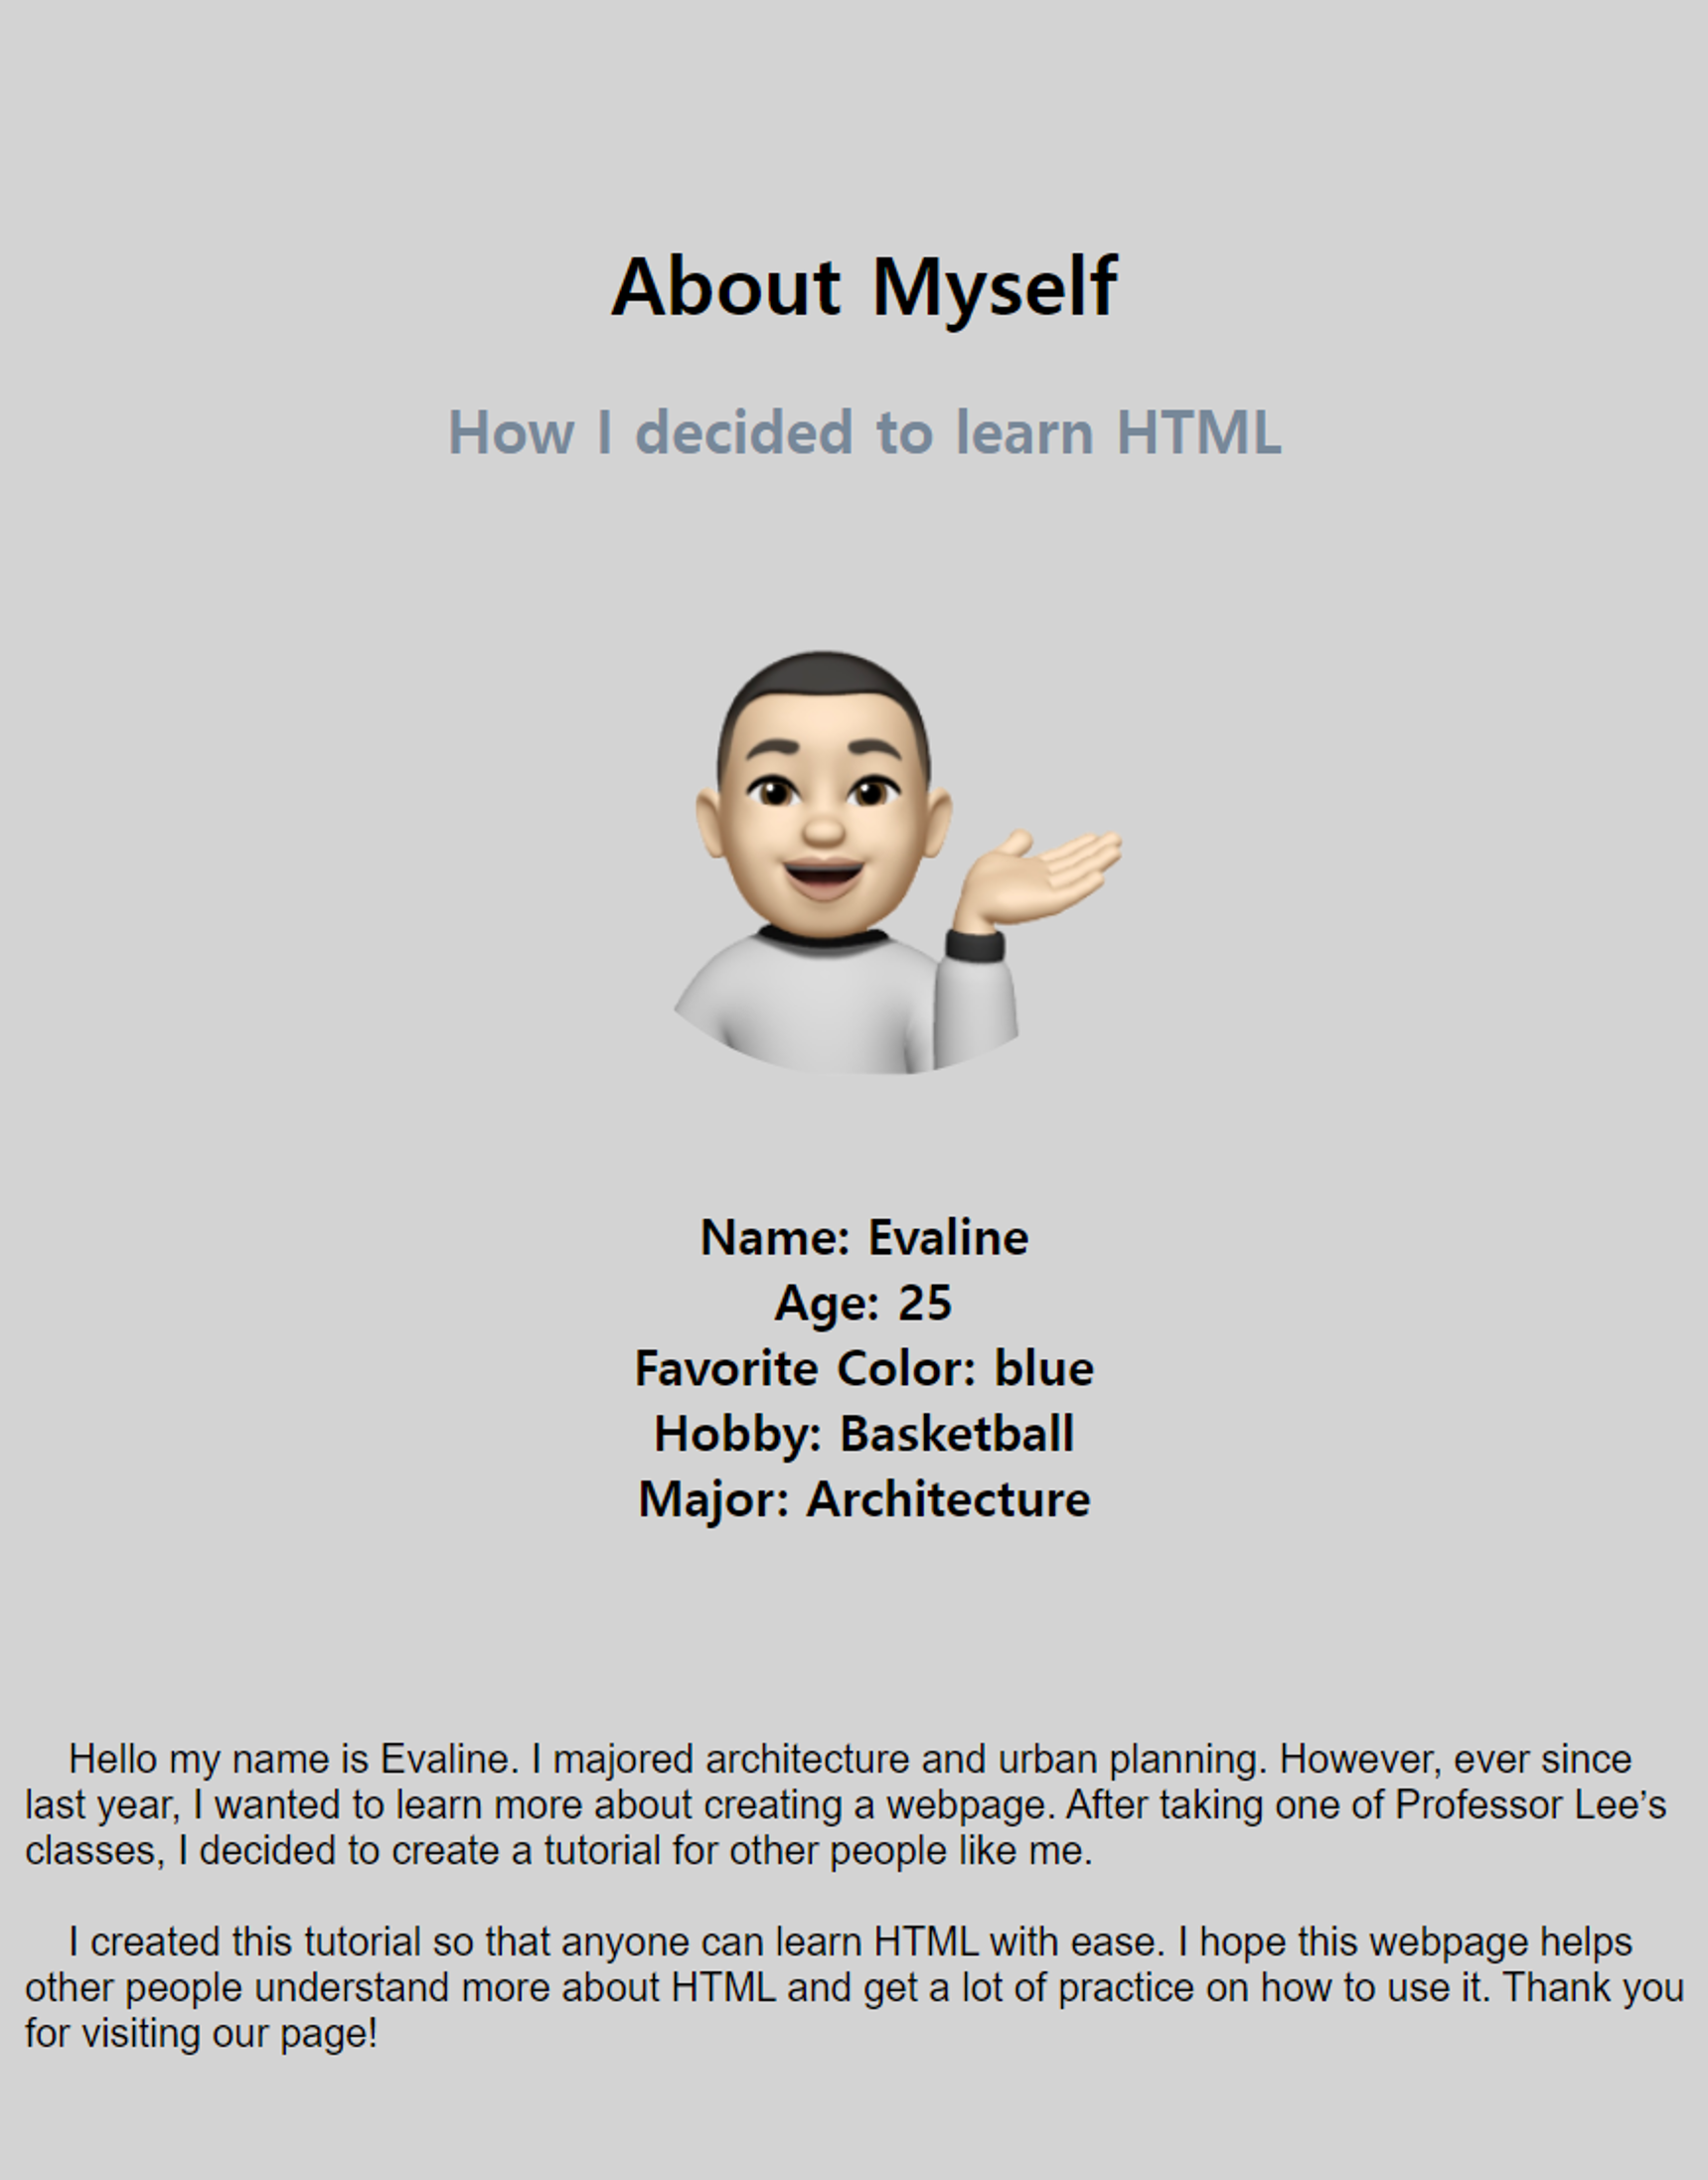 About Myself
How I decided to learn HTML
Name: Evaline
Age: 25
Favorite Color: blue
Hobby: Basketball
Major: Architecture
Hello my name is Evaline. I majored architecture and urban planning. However, ever since
last year, I wanted to learn more about creating a webpage. After taking one of Professor Lee’s
classes, I decided to create a tutorial for other people like me.
I created this tutorial so that anyone can learn HTML with ease. I hope this webpage helps
other people understand more about HTML and get a lot of practice on how to use it. Thank you
for visiting our page!